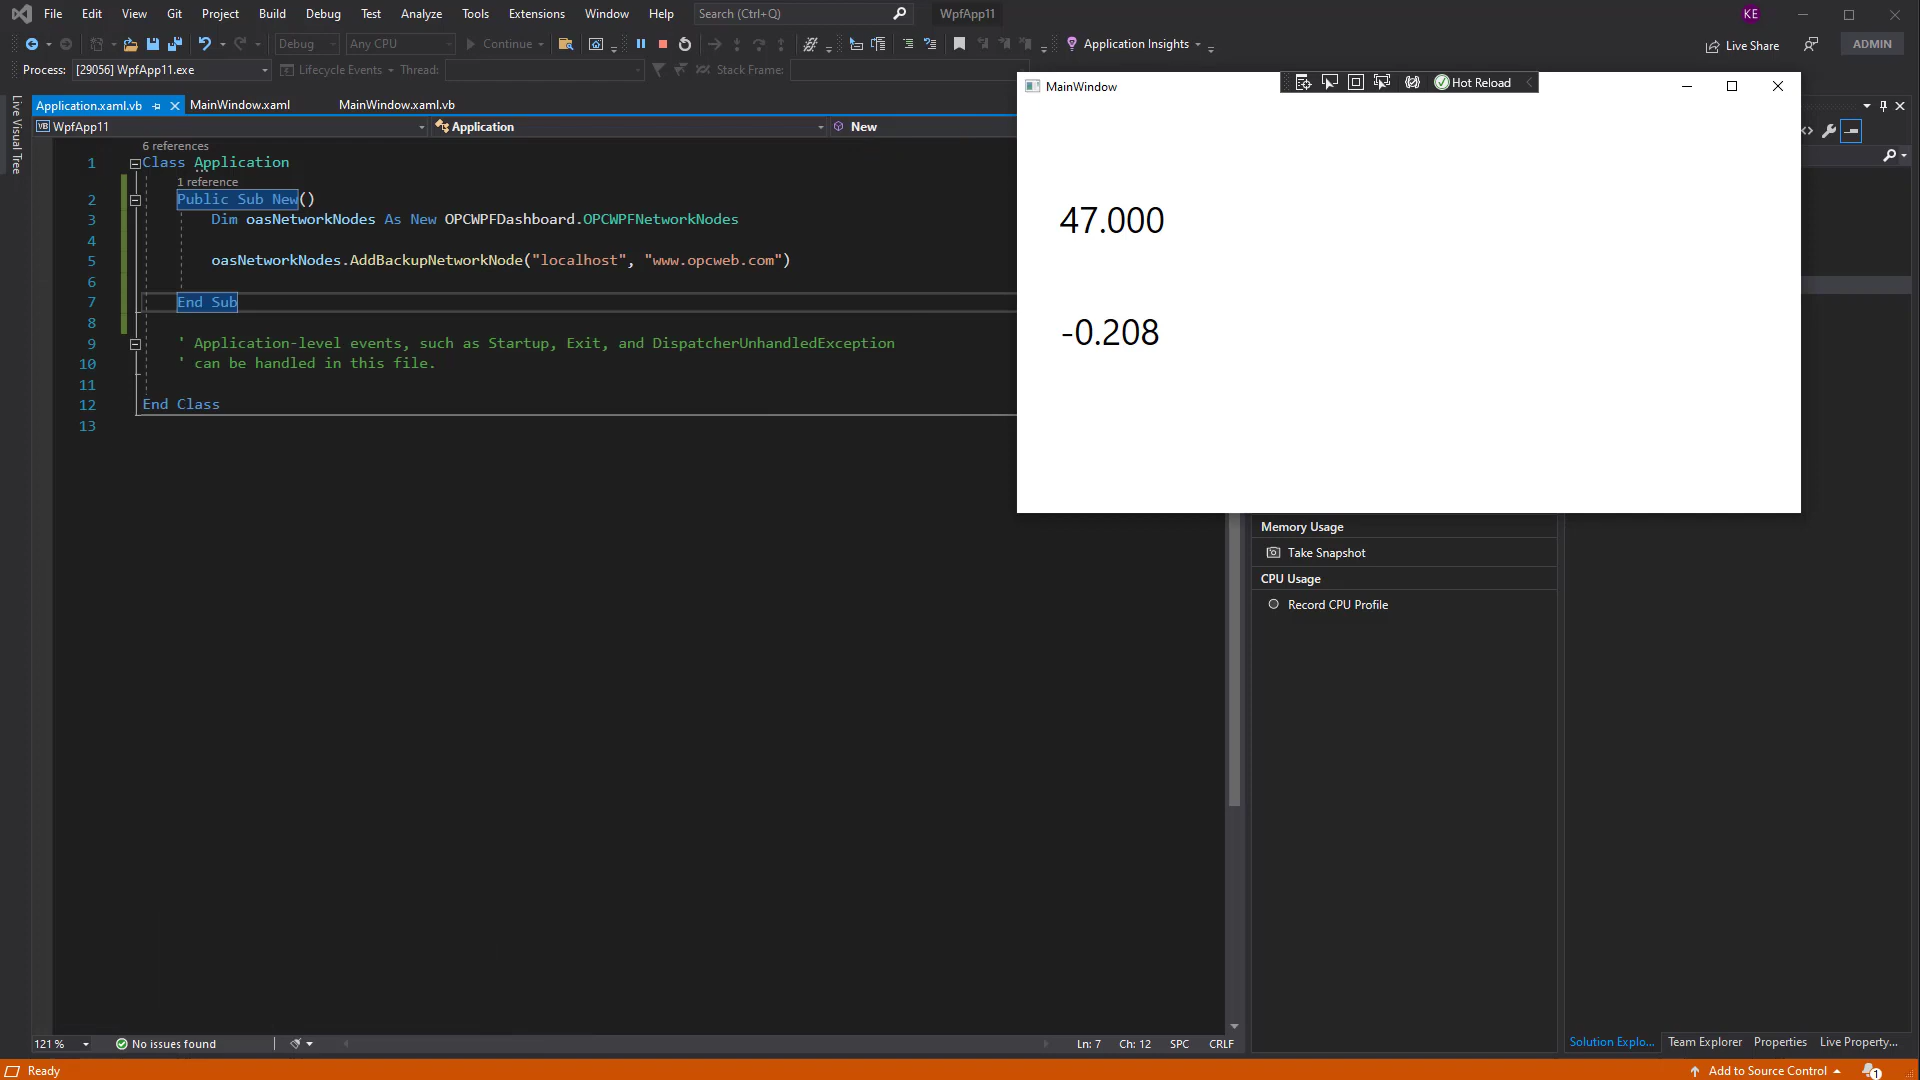 File Edit View Git Project Build Debug Test Analyze Tools Extensions Window Help Search (Ctrl+Q) WpfApp11 KE
Debug Any CPU Continue Application Insights Live Share ADMIN
Process: [29056] WpfApp11.exe Lifecycle Events Thread: Stack Frame:
Live Visual Tree
Application.xaml.vb MainWindow.xaml MainWindow.xaml.vb
WpfApp11 Application New
6 references
1 Class Application
1 reference
2 Public Sub New()
3 Dim oasNetworkNodes As New OPCWPFDashboard.OPCWPFNetworkNodes
4
5 oasNetworkNodes.AddBackupNetworkNode("localhost", "www.opcweb.com")
6
7 End Sub
8
9 ' Application-level events, such as Startup, Exit, and DispatcherUnhandledException
10 ' can be handled in this file.
11
12 End Class
13
MainWindow Hot Reload
47.000
-0.208
Memory Usage
Take Snapshot
CPU Usage
Record CPU Profile
121 % No issues found Ln: 7 Ch: 12 SPC CRLF
Solution Explo... Team Explorer Properties Live Property...
Ready Add to Source Control 1